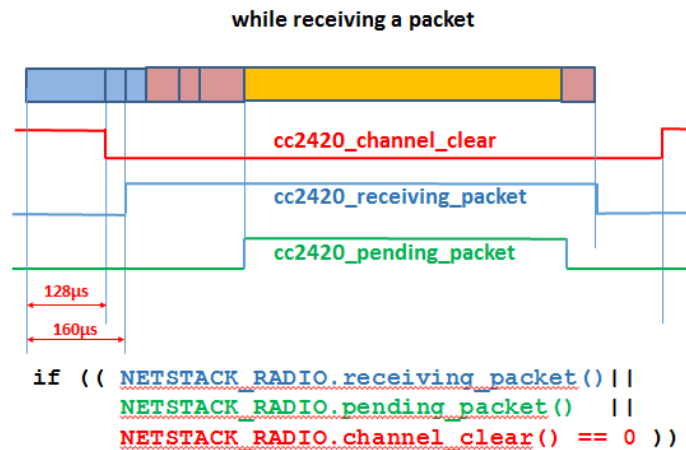 while receiving a packet
cc2420_channel_clear
cc2420_receiving_packet
cc2420_pending_packet
128µs
160µs
if (( NETSTACK_RADIO.receiving_packet()||
NETSTACK_RADIO.pending_packet() ||
NETSTACK_RADIO.channel_clear() == 0 ))